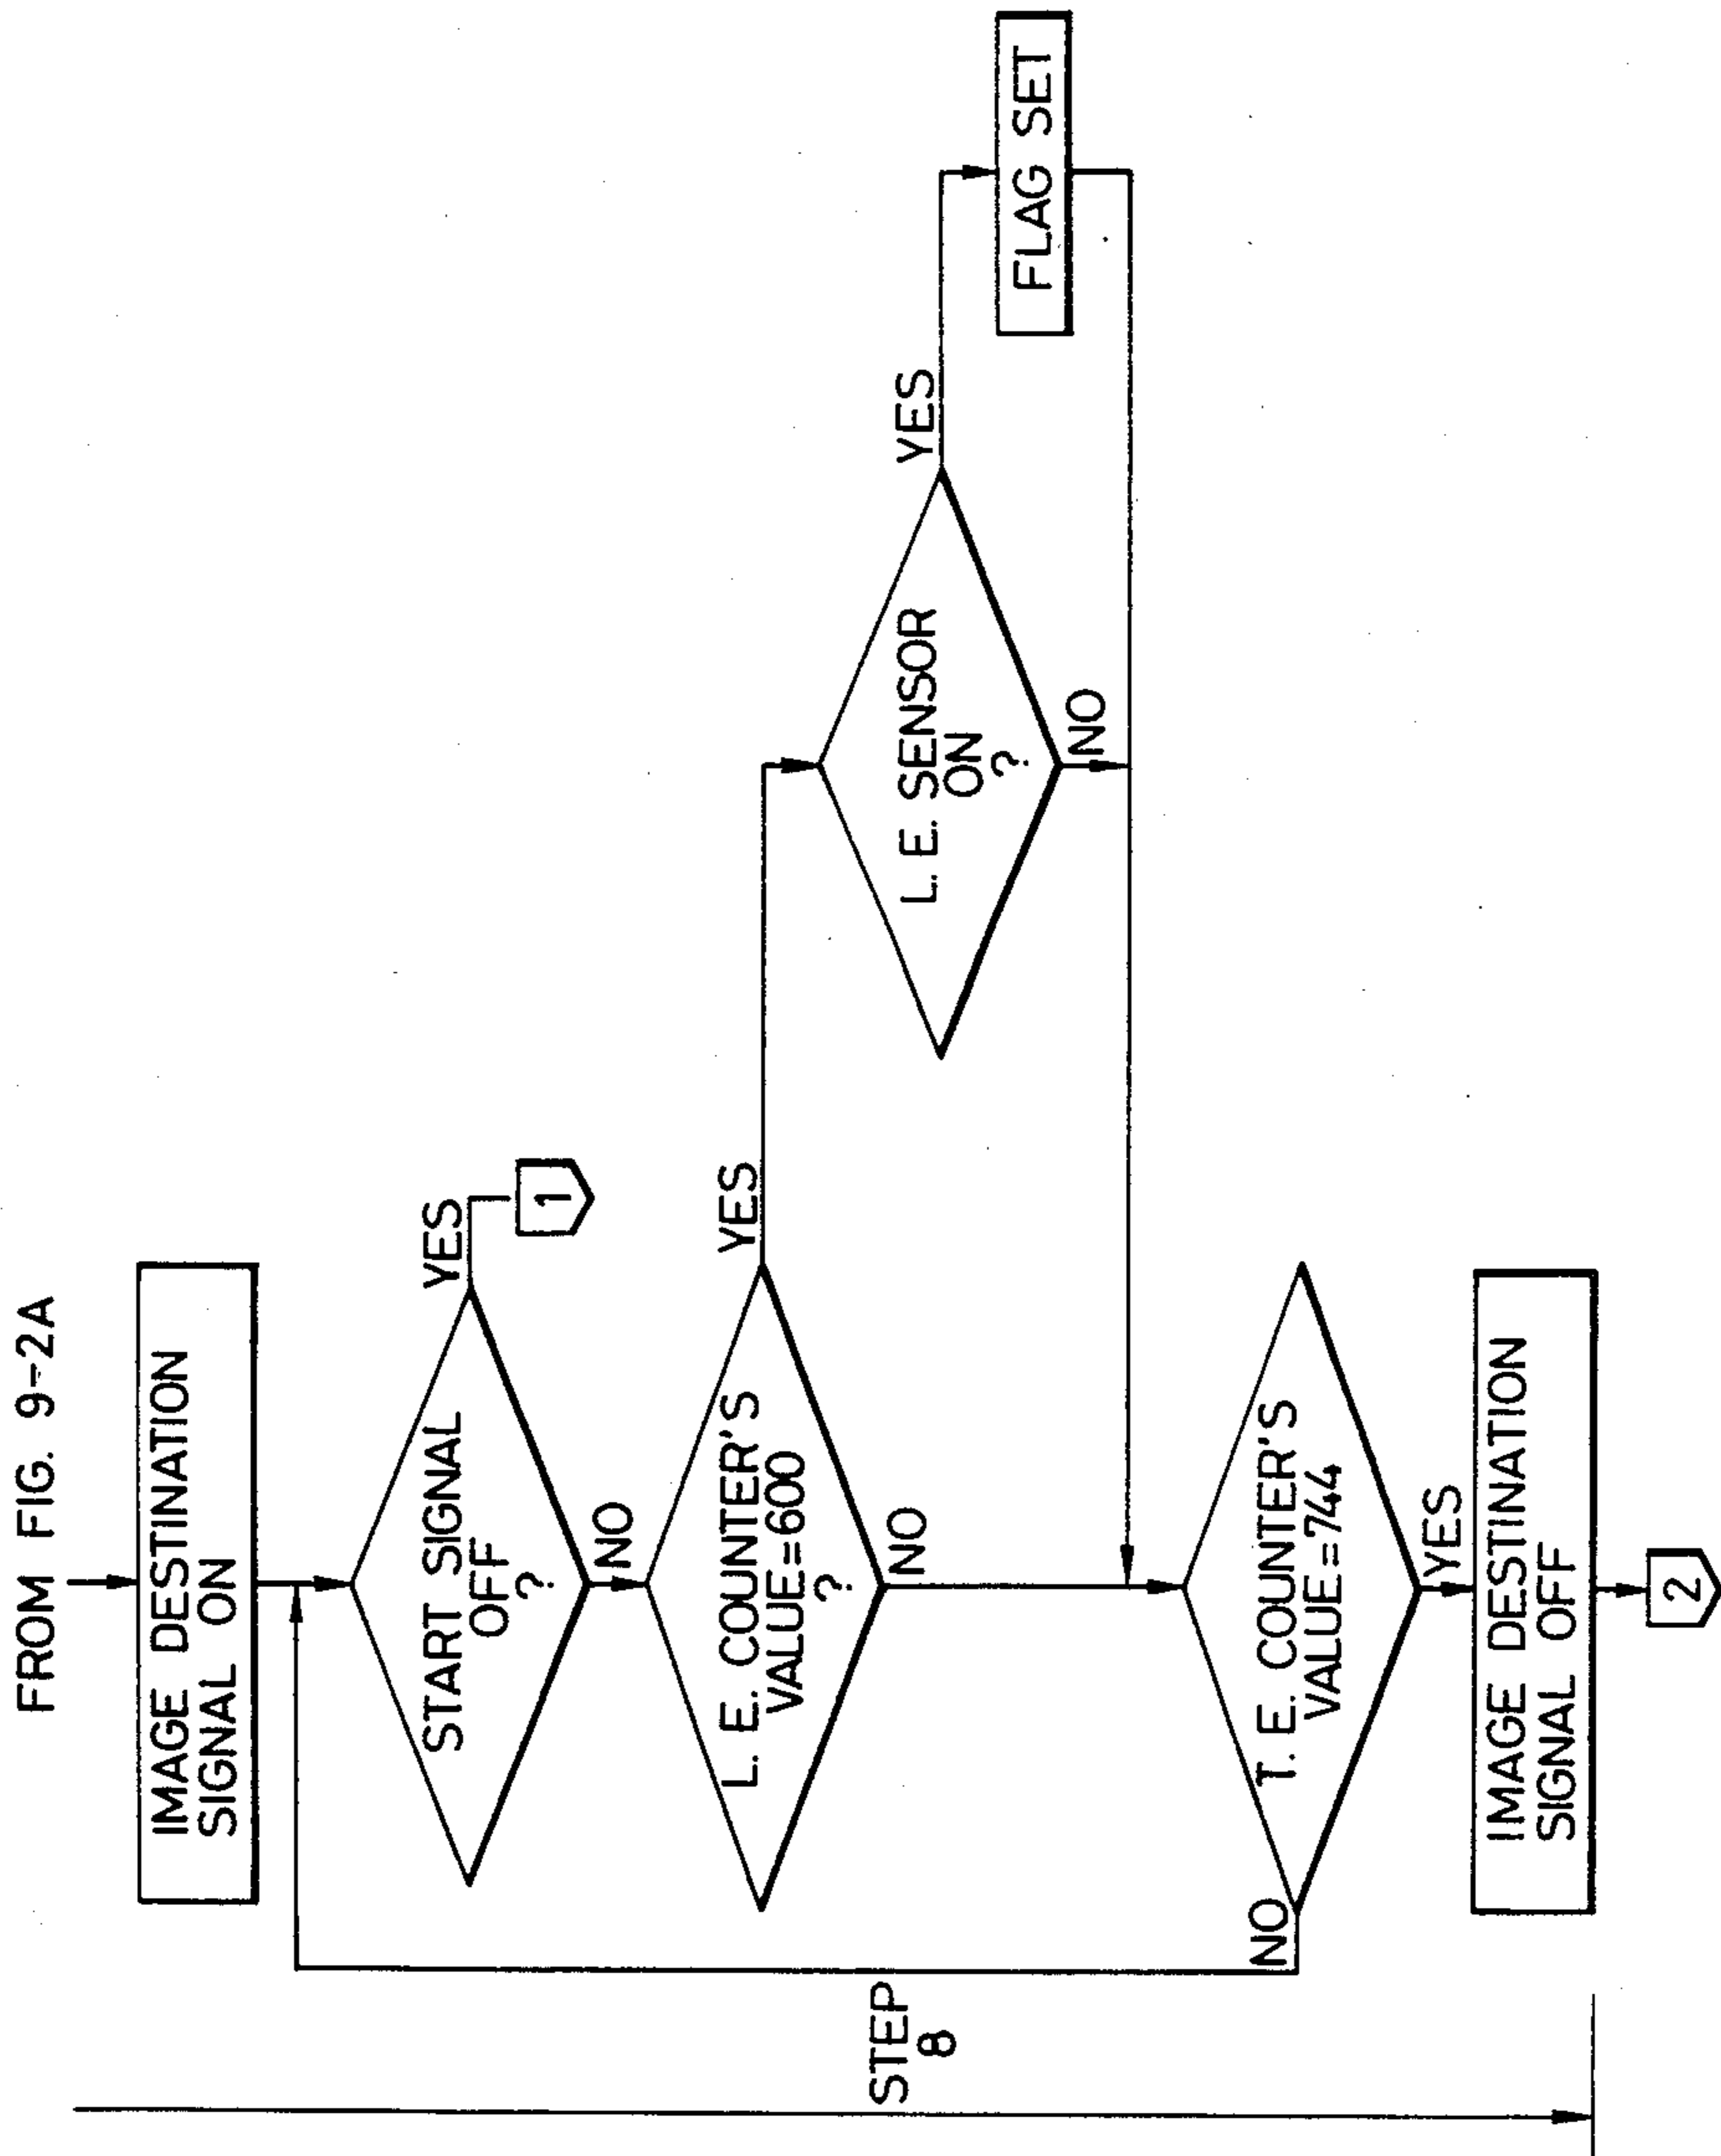 FROM FIG. 9-2A
IMAGE DESTINATION
SIGNAL ON
START SIGNAL
OFF
?
YES
1
NO
L. E. COUNTER'S
VALUE=600
?
YES
NO
L. E. SENSOR
ON
?
YES
NO
FLAG SET
T. E. COUNTER'S
VALUE=744
NO
YES
IMAGE DESTINATION
SIGNAL OFF
2
STEP
8